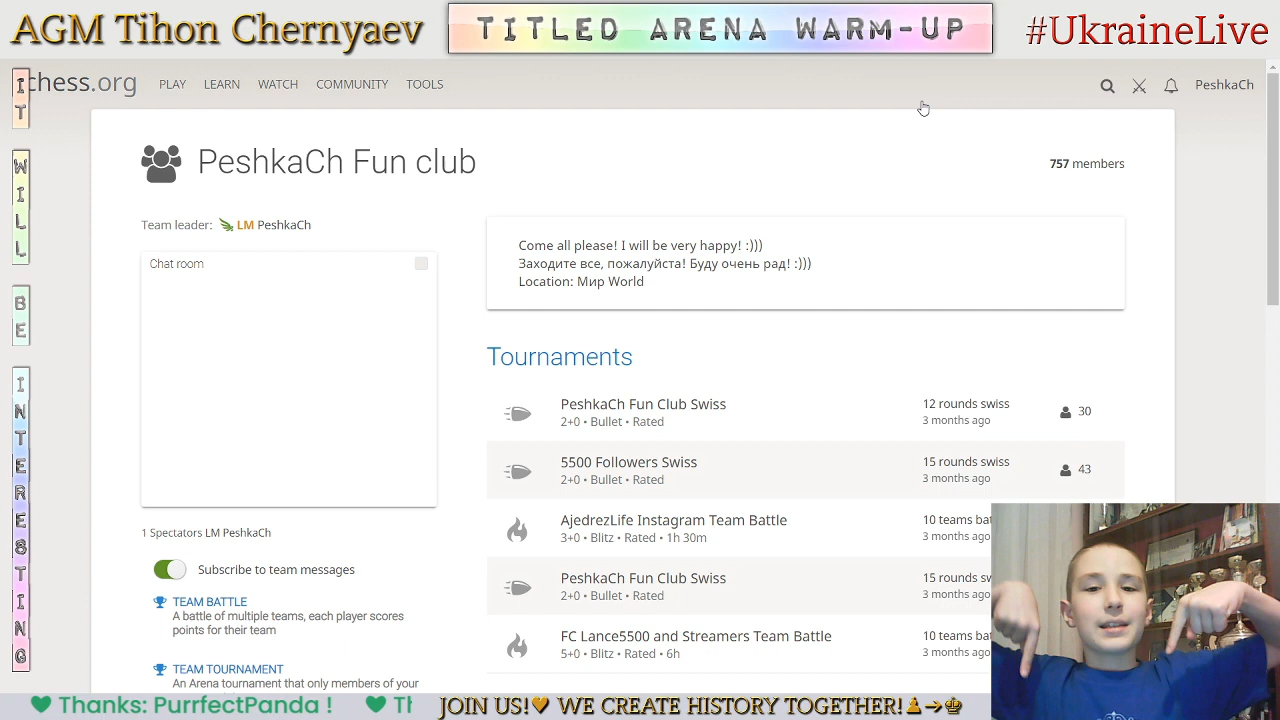 AGM Tihon Chernyaev
TITLED ARENA WARM-UP
#UkraineLive
chess.org
PLAY LEARN WATCH COMMUNITY TOOLS
PeshkaCh
IT
WILL
BE
INTERESTING
PeshkaCh Fun club
757 members
Team leader: LM PeshkaCh
Come all please! I will be very happy! :)))
Заходите все, пожалуйста! Буду очень рад! :)))
Location: Мир World
Chat room
Tournaments
PeshkaCh Fun Club Swiss
2+0 • Bullet • Rated
12 rounds swiss
3 months ago
30
5500 Followers Swiss
2+0 • Bullet • Rated
15 rounds swiss
3 months ago
43
AjedrezLife Instagram Team Battle
3+0 • Blitz • Rated • 1h 30m
10 teams bat
3 months ago
PeshkaCh Fun Club Swiss
2+0 • Bullet • Rated
15 rounds sw
3 months ago
FC Lance5500 and Streamers Team Battle
5+0 • Blitz • Rated • 6h
10 teams bat
3 months ago
1 Spectators LM PeshkaCh
Subscribe to team messages
TEAM BATTLE
A battle of multiple teams, each player scores
points for their team
TEAM TOURNAMENT
An Arena tournament that only members of your
💚 Thanks: PurrfectPanda ! 💚 Th
JOIN US!🧡 WE CREATE HISTORY TOGETHER!♟→♚